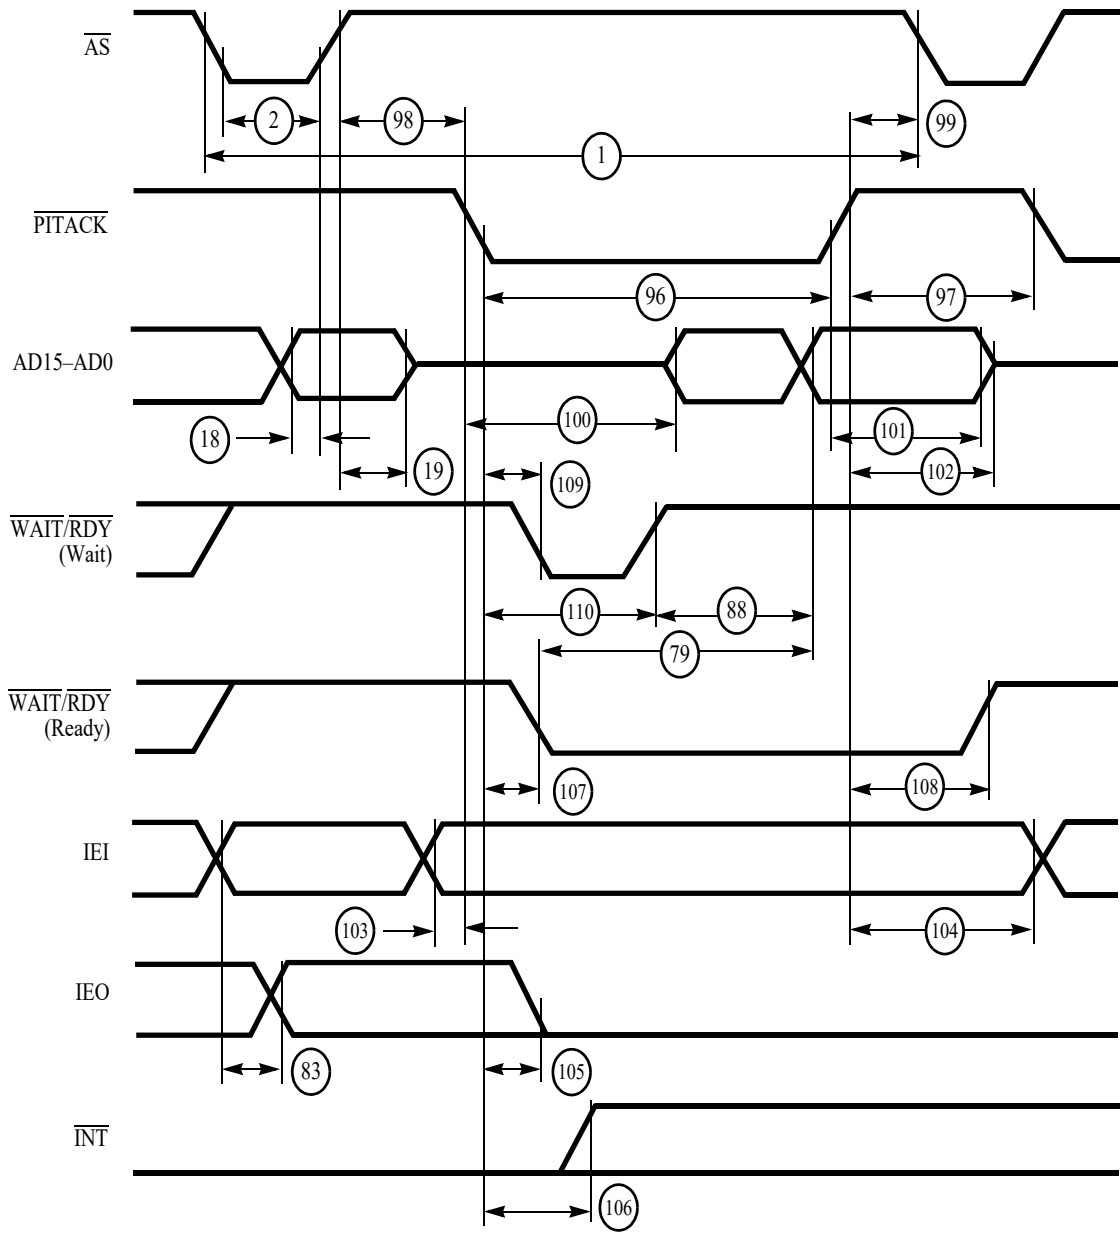 AS
2
98
99
1
PITACK
96
97
AD15–AD0
18
19
100
101
102
109
WAIT/RDY
(Wait)
110
88
79
WAIT/RDY
(Ready)
107
108
IEI
103
104
IEO
83
105
INT
106